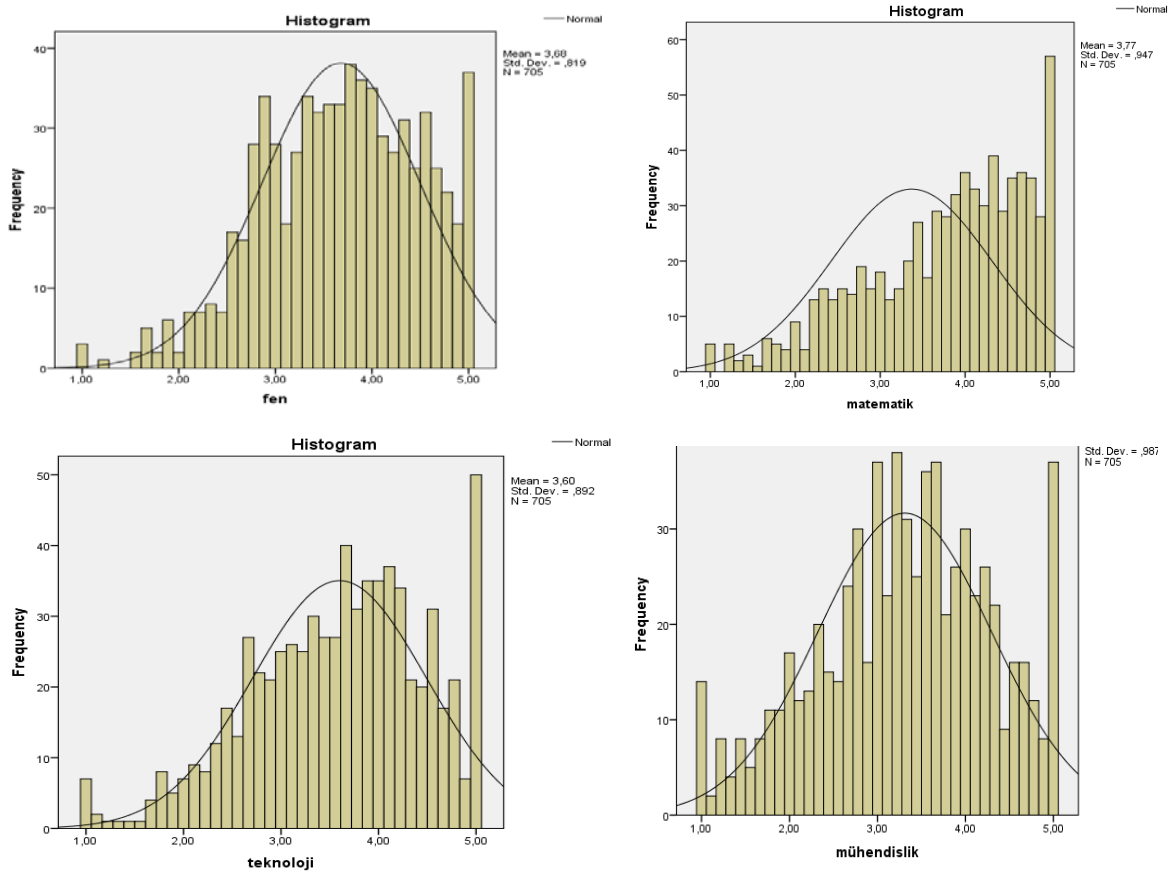 Histogram
Normal
Mean = 3,68
Std. Dev. = ,819
N = 705
Frequency
40
30
20
10
0
1,00 2,00 3,00 4,00 5,00
fen
Histogram
Normal
Mean = 3,77
Std. Dev. = ,947
N = 705
Frequency
60
50
40
30
20
10
0
1,00 2,00 3,00 4,00 5,00
matematik
Histogram
Normal
Mean = 3,60
Std. Dev. = ,892
N = 705
Frequency
50
40
30
20
10
0
1,00 2,00 3,00 4,00 5,00
teknoloji
Std. Dev. = ,987
N = 705
Frequency
30
20
10
0
1,00 2,00 3,00 4,00 5,00
mühendislik